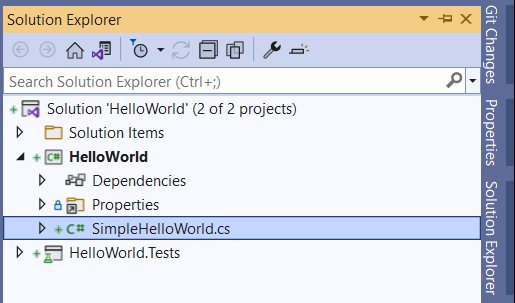 Solution Explorer
Search Solution Explorer (Ctrl+;)
Solution 'HelloWorld' (2 of 2 projects)
Solution Items
C# HelloWorld
Dependencies
Properties
C# SimpleHelloWorld.cs
HelloWorld.Tests
Git Changes
Properties
Solution Explorer